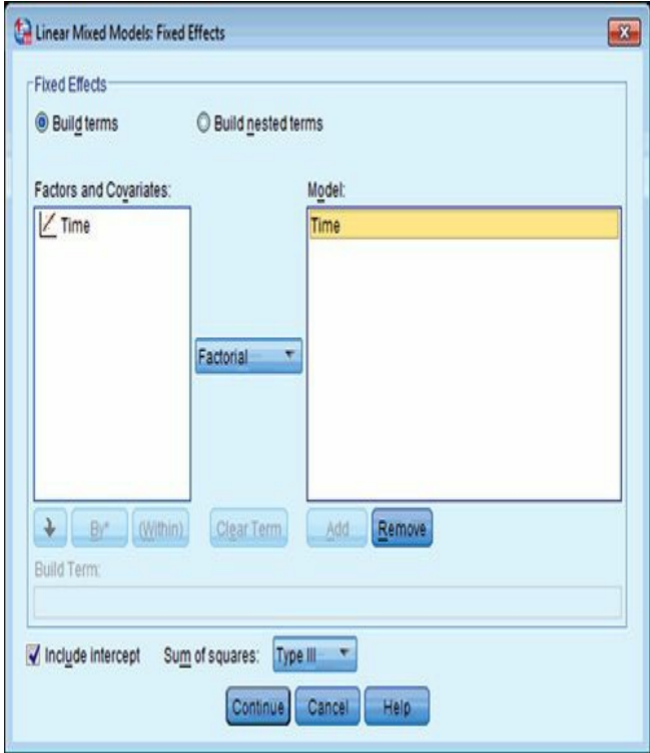 Linear Mixed Models: Fixed Effects
Fixed Effects
Build terms
Build nested terms
Factors and Covariates:
Model:
Time
Time
Factorial
By*
(Within)
Clear Term
Add
Remove
Build Term:
Include intercept
Sum of squares:
Type III
Continue
Cancel
Help